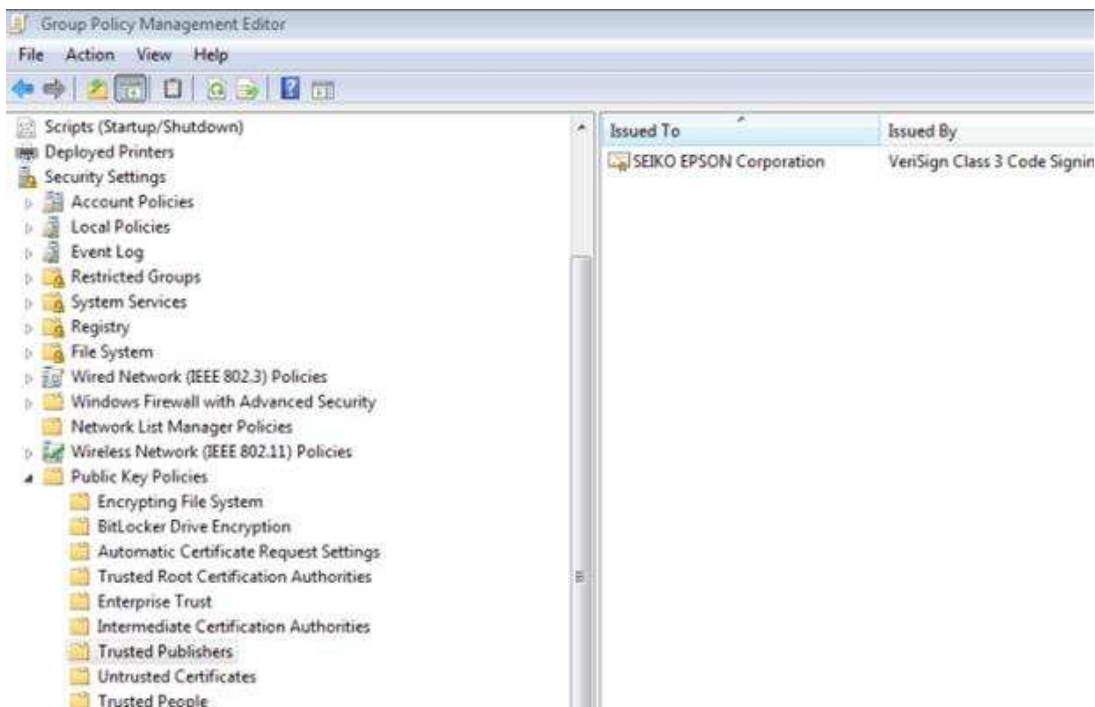 Group Policy Management Editor
File Action View Help
Scripts (Startup/Shutdown)
Deployed Printers
Security Settings
Account Policies
Local Policies
Event Log
Restricted Groups
System Services
Registry
File System
Wired Network (IEEE 802.3) Policies
Windows Firewall with Advanced Security
Network List Manager Policies
Wireless Network (IEEE 802.11) Policies
Public Key Policies
Encrypting File System
BitLocker Drive Encryption
Automatic Certificate Request Settings
Trusted Root Certification Authorities
Enterprise Trust
Intermediate Certification Authorities
Trusted Publishers
Untrusted Certificates
Trusted People
Issued To Issued By
SEIKO EPSON Corporation VeriSign Class 3 Code Signin